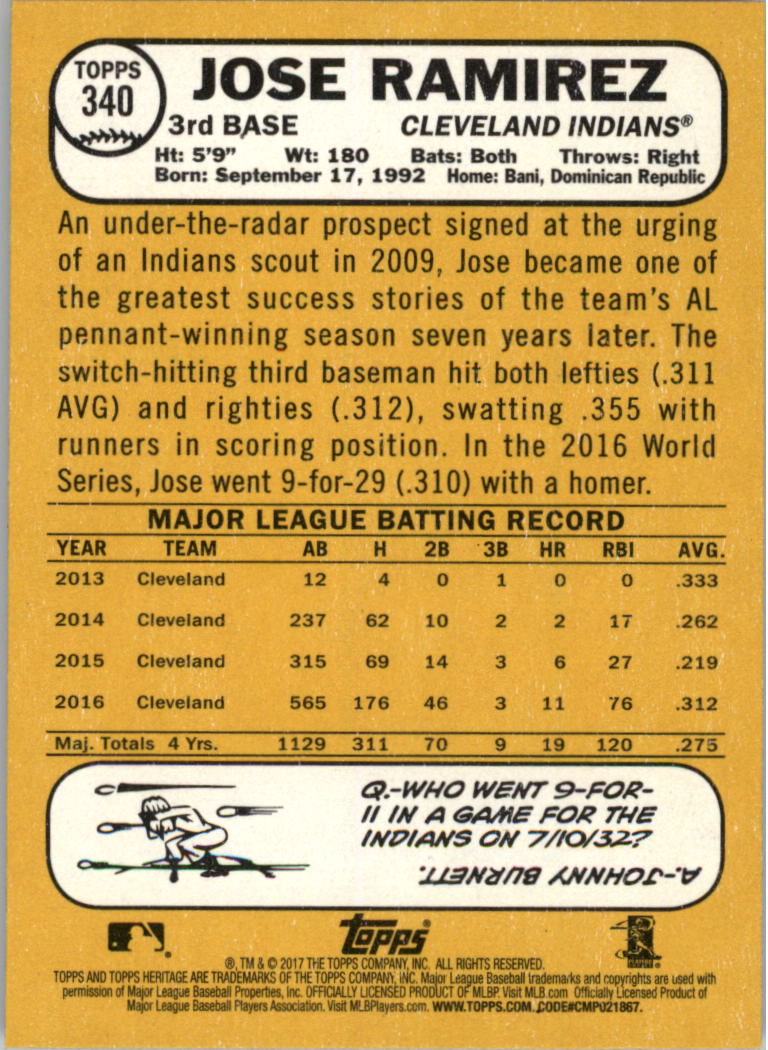 TOPPS
340
JOSE RAMIREZ
3rd BASE CLEVELAND INDIANS®
Ht: 5'9" Wt: 180 Bats: Both Throws: Right
Born: September 17, 1992 Home: Bani, Dominican Republic
An under-the-radar prospect signed at the urging
of an Indians scout in 2009, Jose became one of
the greatest success stories of the team's AL
pennant-winning season seven years later. The
switch-hitting third baseman hit both lefties (.311
AVG) and righties (.312), swatting .355 with
runners in scoring position. In the 2016 World
Series, Jose went 9-for-29 (.310) with a homer.
MAJOR LEAGUE BATTING RECORD
YEAR TEAM AB H 2B 3B HR RBI AVG.
2013 Cleveland 12 4 0 1 0 0 .333
2014 Cleveland 237 62 10 2 2 17 .262
2015 Cleveland 315 69 14 3 6 27 .219
2016 Cleveland 565 176 46 3 11 76 .312
Maj. Totals 4 Yrs. 1129 311 70 9 19 120 .275
Q.-WHO WENT 9-FOR-
11 IN A GAME FOR THE
INDIANS ON 7/10/32?
A.-JOHNNY BURNETT.
topps®
®, TM & © 2017 THE TOPPS COMPANY, INC. ALL RIGHTS RESERVED.
TOPPS AND TOPPS HERITAGE ARE TRADEMARKS OF THE TOPPS COMPANY, INC. Major League Baseball trademarks and copyrights are used with
permission of Major League Baseball Properties, Inc. OFFICIALLY LICENSED PRODUCT OF MLBP. Visit MLB.com Officially Licensed Product of
Major League Baseball Players Association. Visit MLBPlayers.com. WWW.TOPPS.COM. CODE#CMP021867.